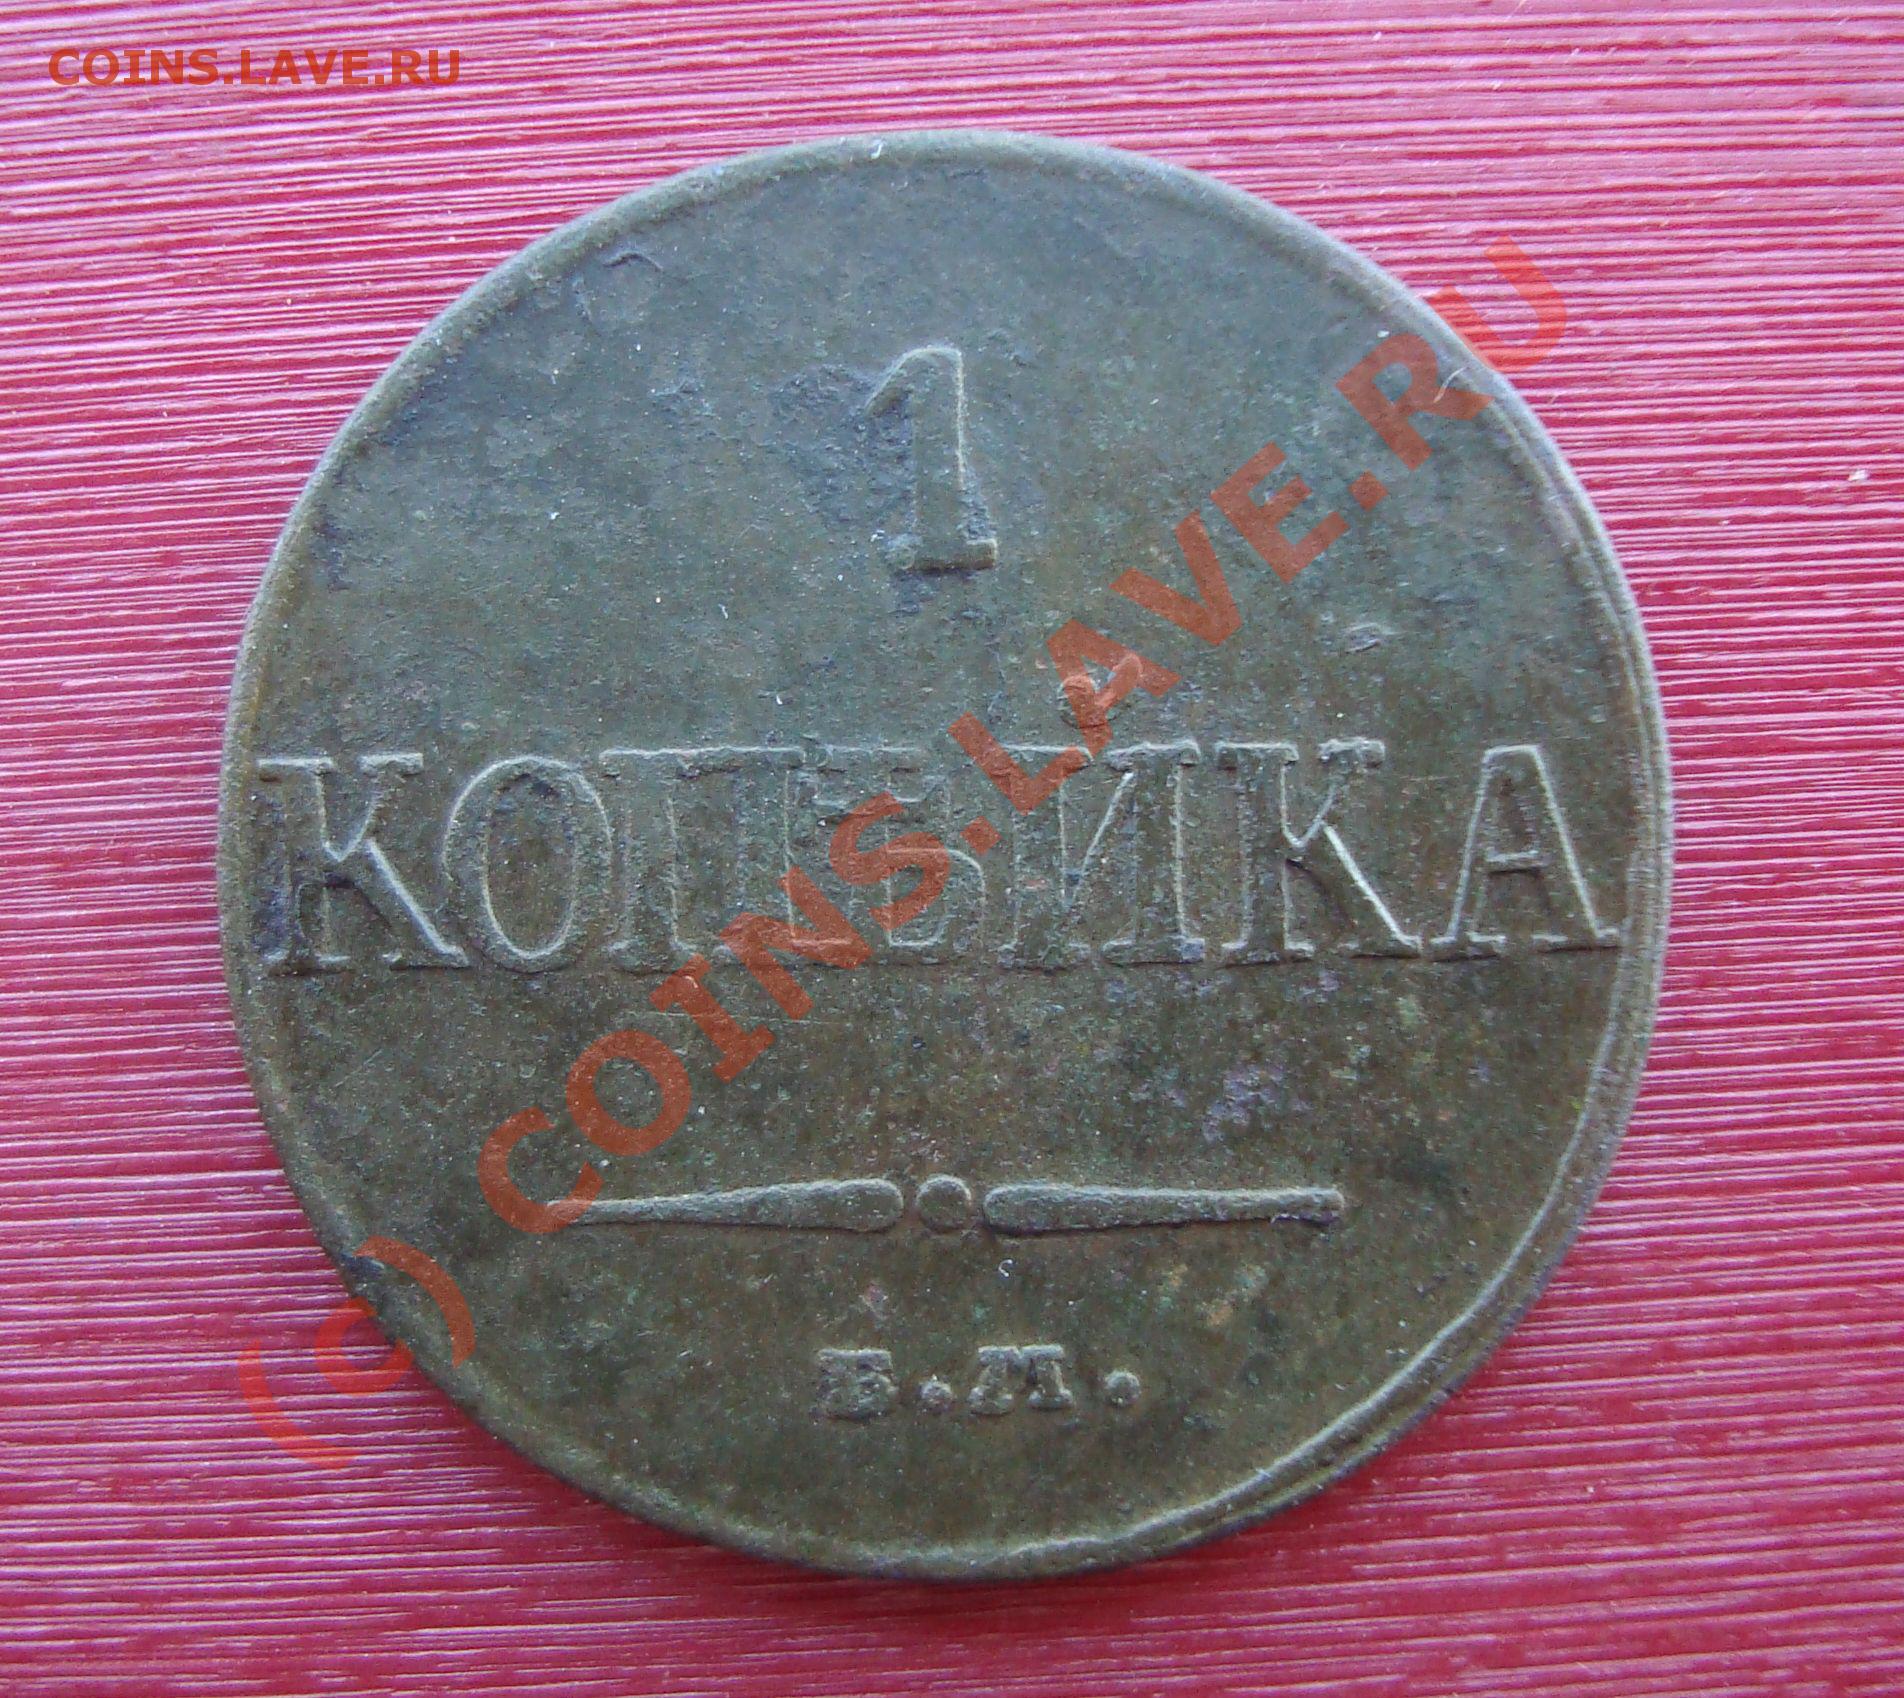 COINS.LAVE.RU
1
КОПѢЙКА
Е.М.
(c) COINS.LAVE.RU